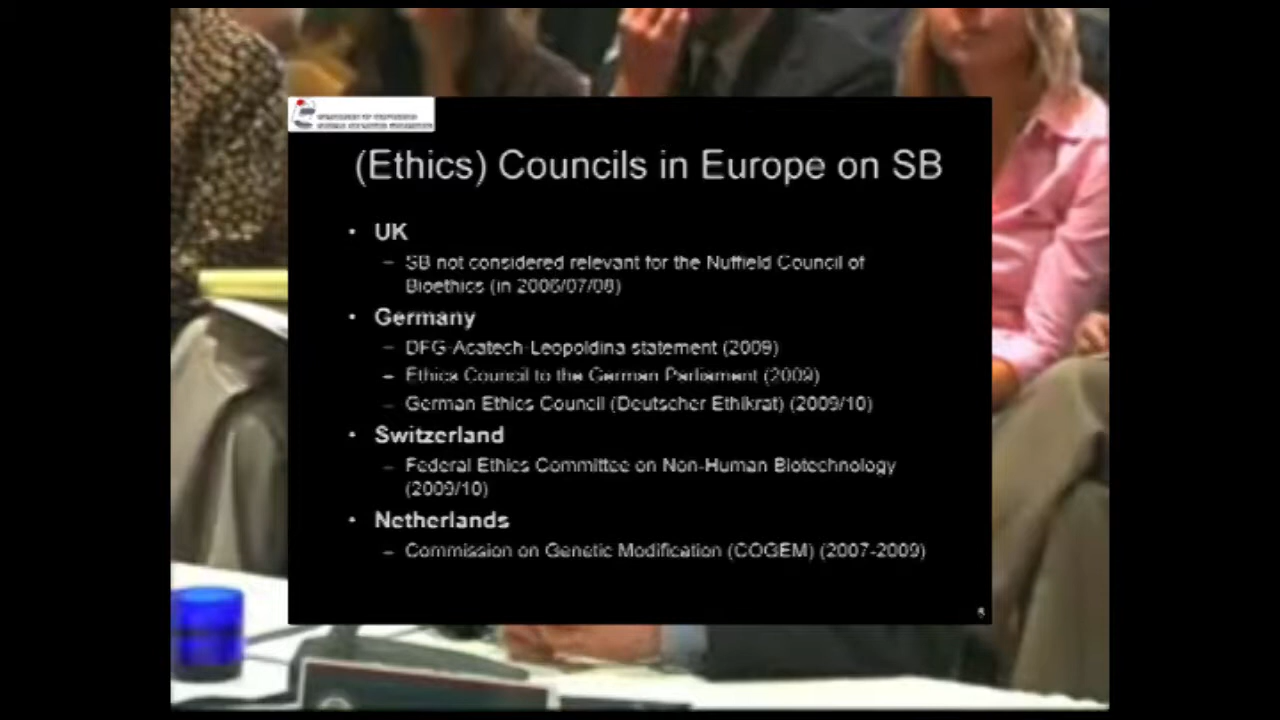 (Ethics) Councils in Europe on SB
• UK
– SB not considered relevant for the Nuffield Council of
Bioethics (in 2006/07/08)
• Germany
– DFG-Acatech-Leopoldina statement (2009)
– Ethics Council to the German Parliament (2009)
– German Ethics Council (Deutscher Ethikrat) (2009/10)
• Switzerland
– Federal Ethics Committee on Non-Human Biotechnology
(2009/10)
• Netherlands
– Commission on Genetic Modification (COGEM) (2007-2009)